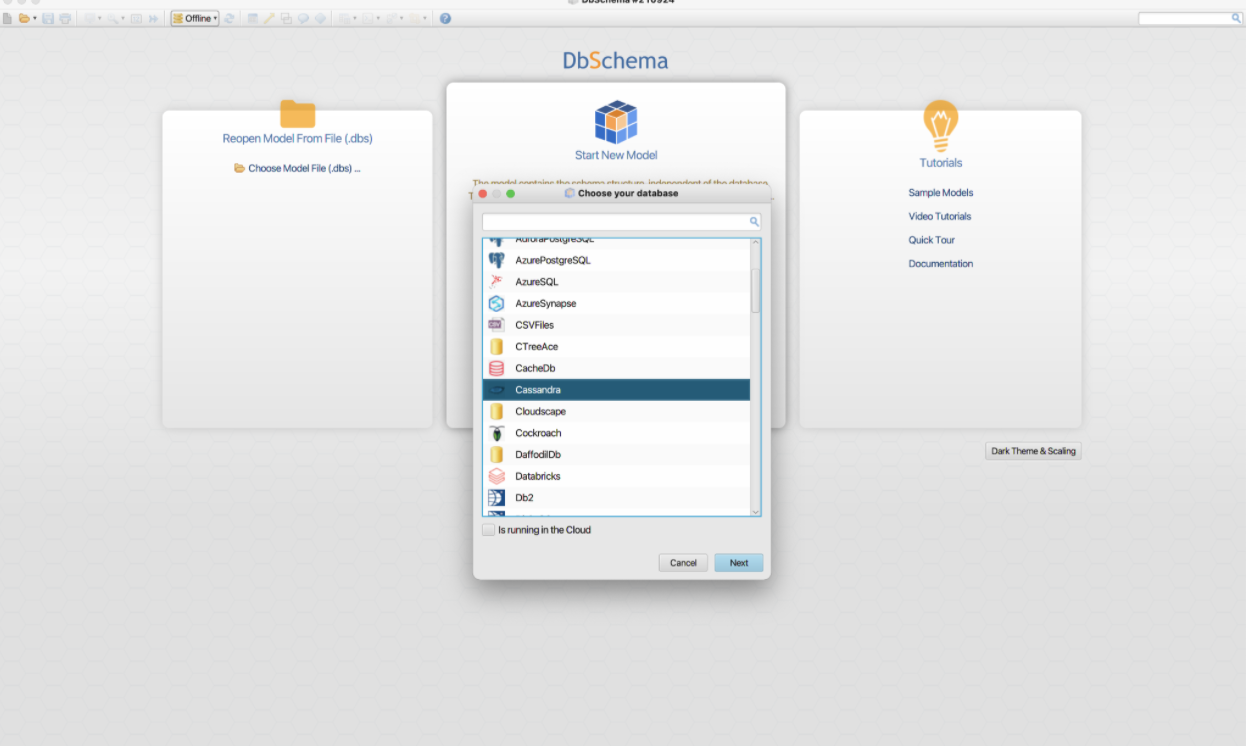 DbSchema #210924
Offline
DbSchema
Reopen Model From File (.dbs)
Choose Model File (.dbs) ...
Start New Model
The model contains the schema structure, independent of the database.
Tutorials
Sample Models
Video Tutorials
Quick Tour
Documentation
Choose your database
AuroraPostgreSQL
AzurePostgreSQL
AzureSQL
AzureSynapse
CSVFiles
CTreeAce
CacheDb
Cassandra
Cloudscape
Cockroach
DaffodilDb
Databricks
Db2
Is running in the Cloud
Cancel
Next
Dark Theme & Scaling